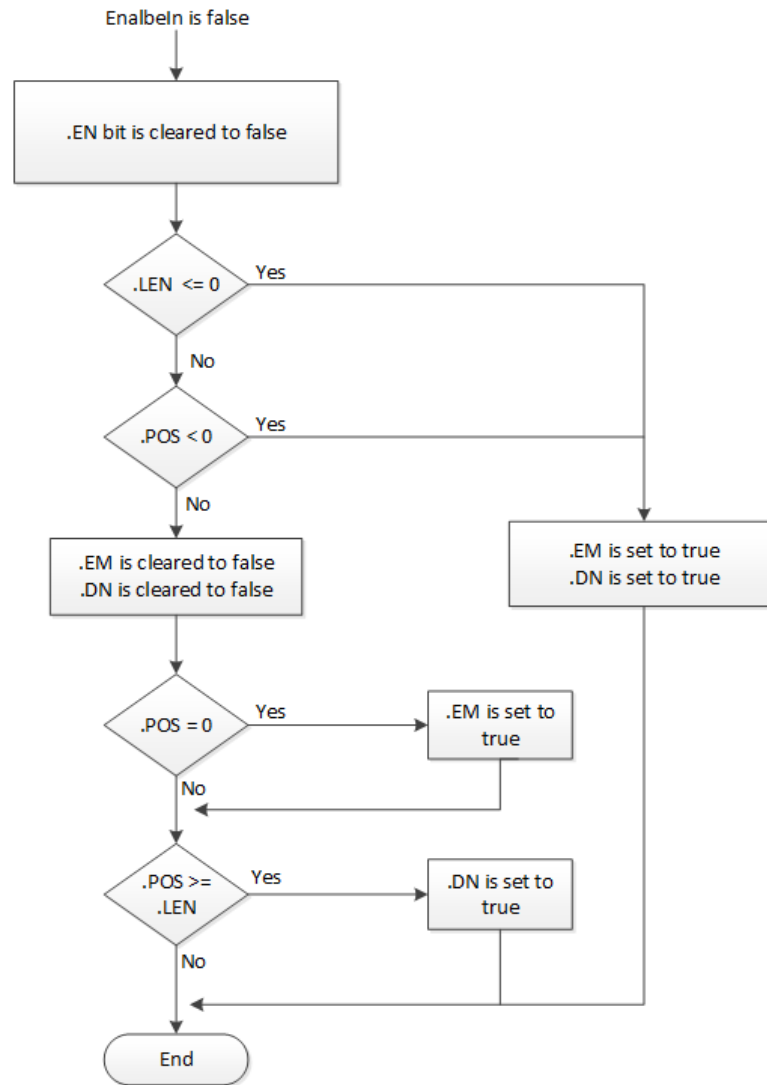 EnalbeIn is false
.EN bit is cleared to false
.LEN <= 0
Yes
No
.POS < 0
Yes
No
.EM is cleared to false
.DN is cleared to false
.EM is set to true
.DN is set to true
.POS = 0
Yes
.EM is set to
true
No
.POS >=
.LEN
Yes
.DN is set to
true
No
End